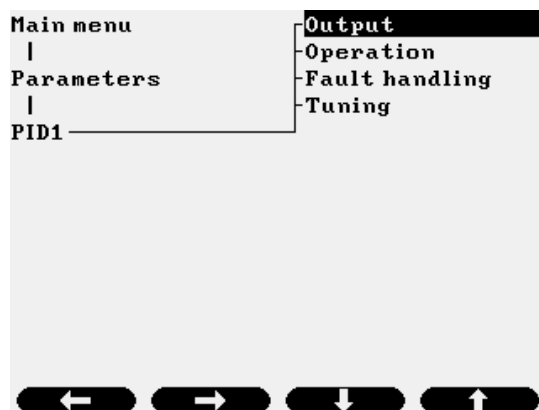 Main menu
Parameters
PID1
Output
Operation
Fault handling
Tuning